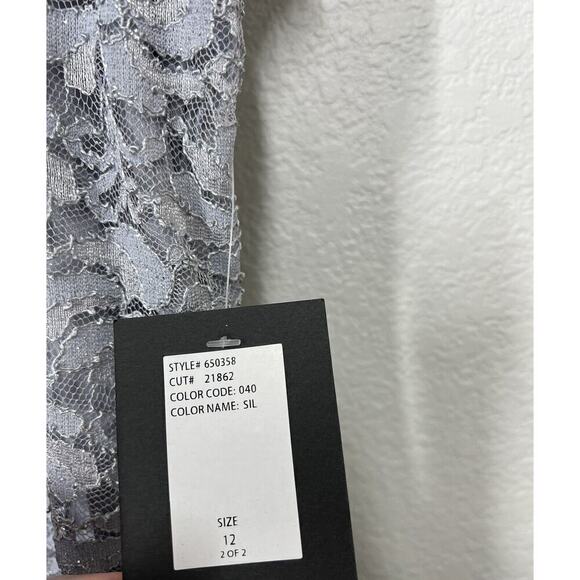 STYLE# 650358
CUT# 21862
COLOR CODE: 040
COLOR NAME: SIL
SIZE
12
2 OF 2